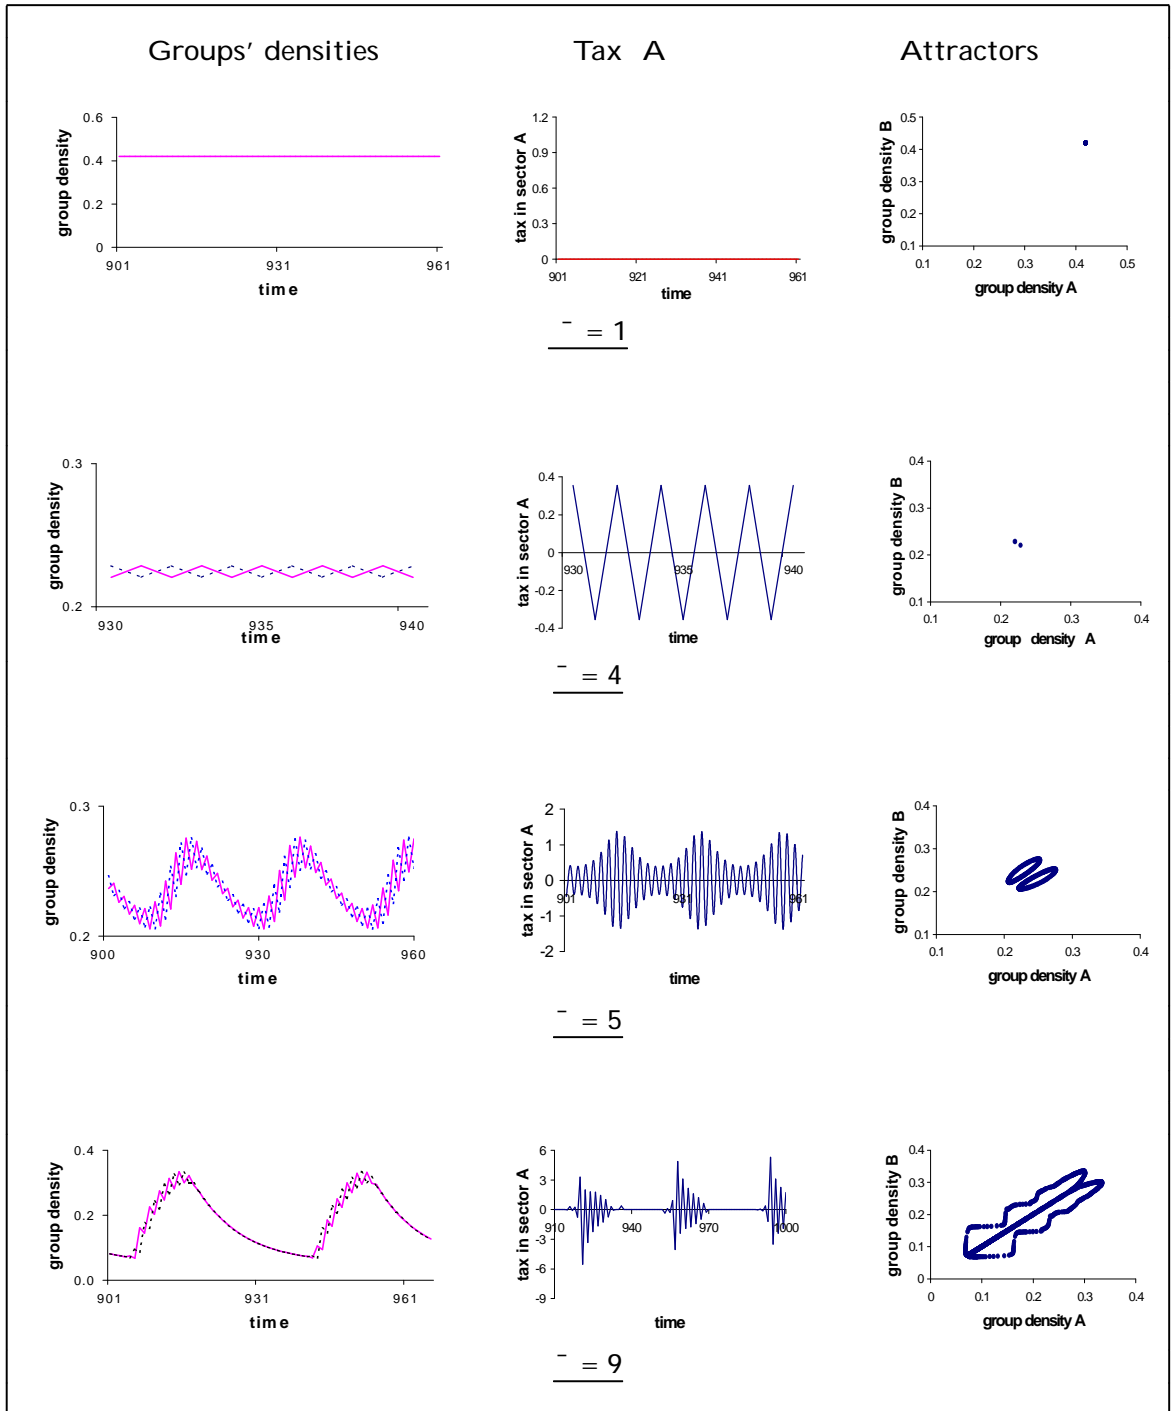 Groups' densities Tax A Attractors
group density
0.6
0.4
0.2
0
901 931 961
time
tax in sector A
1.2
0.9
0.6
0.3
0
901 921 941 961
time
group density B
0.5
0.4
0.3
0.2
0.1
0.1 0.2 0.3 0.4 0.5
group density A
¯ = 1
group density
0.3
0.2
930 935 940
time
tax in sector A
0.4
0.2
0
-0.2
-0.4
930 935 940
time
group density B
0.4
0.3
0.2
0.1
0.1 0.2 0.3 0.4
group density A
¯ = 4
group density
0.3
0.2
900 930 960
time
tax in sector A
2
1
0
-1
-2
901 931 961
time
group density B
0.4
0.3
0.2
0.1
0.1 0.2 0.3 0.4
group density A
¯ = 5
group density
0.4
0.2
0.0
901 931 961
time
tax in sector A
6
3
0
-3
-6
-9
910 940 970 1000
time
group density B
0.4
0.3
0.2
0.1
0
0 0.1 0.2 0.3 0.4
group density A
¯ = 9